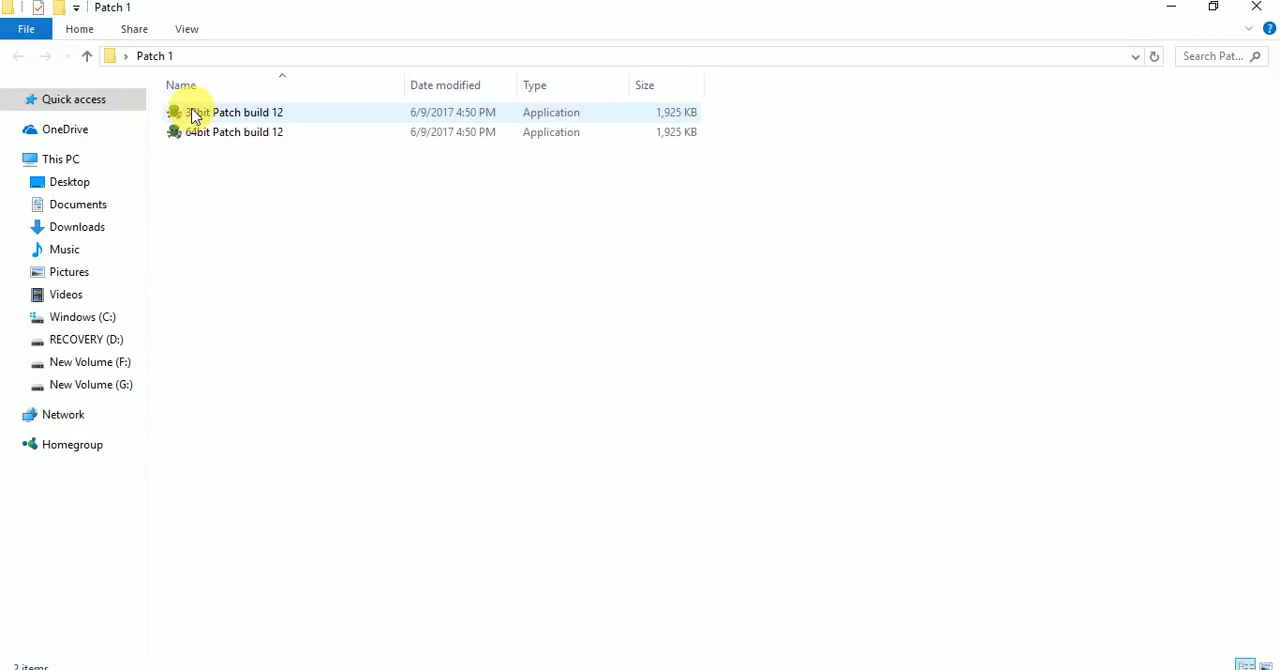 Patch 1
File Home Share View
Patch 1 Search Pat...
Name Date modified Type Size
Quick access
bit Patch build 12 6/9/2017 4:50 PM Application 1,925 KB
64bit Patch build 12 6/9/2017 4:50 PM Application 1,925 KB
OneDrive
This PC
Desktop
Documents
Downloads
Music
Pictures
Videos
Windows (C:)
RECOVERY (D:)
New Volume (F:)
New Volume (G:)
Network
Homegroup
2 items